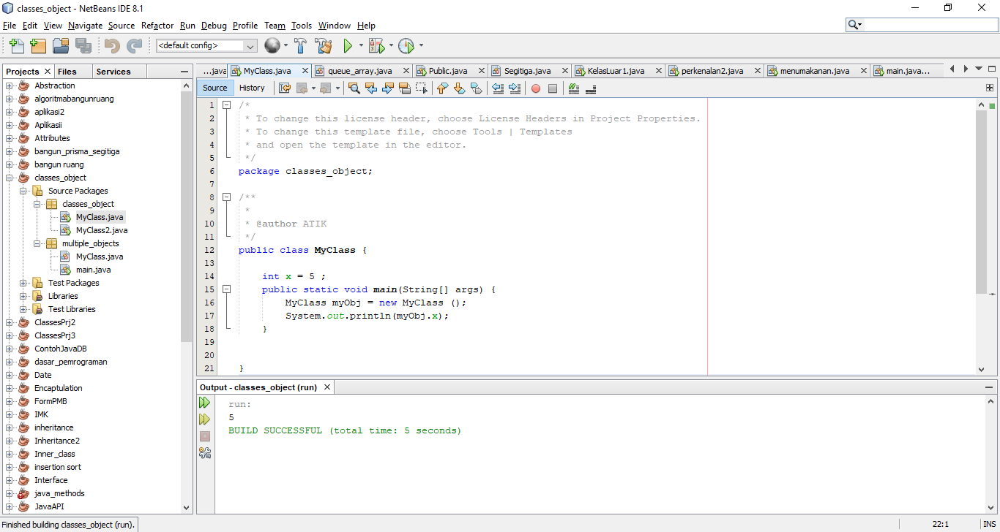 classes_object - NetBeans IDE 8.1
File Edit View Navigate Source Refactor Run Debug Profile Team Tools Window Help
<default config>
Projects Files Services
Abstraction
algoritmabangunruang
aplikasi2
Aplikasii
Attributes
bangun_prisma_segitiga
bangun ruang
classes_object
Source Packages
classes_object
MyClass.java
MyClass2.java
multiple_objects
MyClass.java
main.java
Test Packages
Libraries
Test Libraries
ClassesPrj2
ClassesPrj3
ContohJavaDB
dasar_pemrograman
Date
Encaptulation
FormPMB
IMK
inheritance
Inheritance2
Inner_class
insertion sort
Interface
java_methods
JavaAPI
...java MyClass.java queue_array.java Public.java Segitiga.java KelasLuar1.java perkenalan2.java menumakanan.java main.java...
Source History
1 /*
2 * To change this license header, choose License Headers in Project Properties.
3 * To change this template file, choose Tools | Templates
4 * and open the template in the editor.
5 */
6 package classes_object;
7
8 /**
9 *
10 * @author ATIK
11 */
12 public class MyClass {
13
14 int x = 5 ;
15 public static void main(String[] args) {
16 MyClass myObj = new MyClass ();
17 System.out.println(myObj.x);
18 }
19
20
21 }
Output - classes_object (run)
run:
5
BUILD SUCCESSFUL (total time: 5 seconds)
Finished building classes_object (run).
22:1 INS